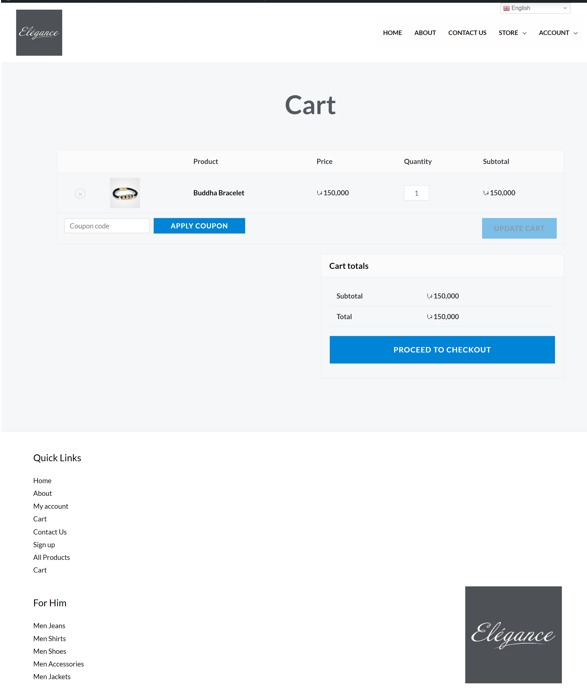 English
Elégance
HOME ABOUT CONTACT US STORE ACCOUNT
Cart
Product Price Quantity Subtotal
Buddha Bracelet د.ا 150,000 1 د.ا 150,000
Coupon code APPLY COUPON UPDATE CART
Cart totals
Subtotal د.ا 150,000
Total د.ا 150,000
PROCEED TO CHECKOUT
Quick Links
Home
About
My account
Cart
Contact Us
Sign up
All Products
Cart
For Him
Men Jeans
Men Shirts
Men Shoes
Men Accessories
Men Jackets
Elégance